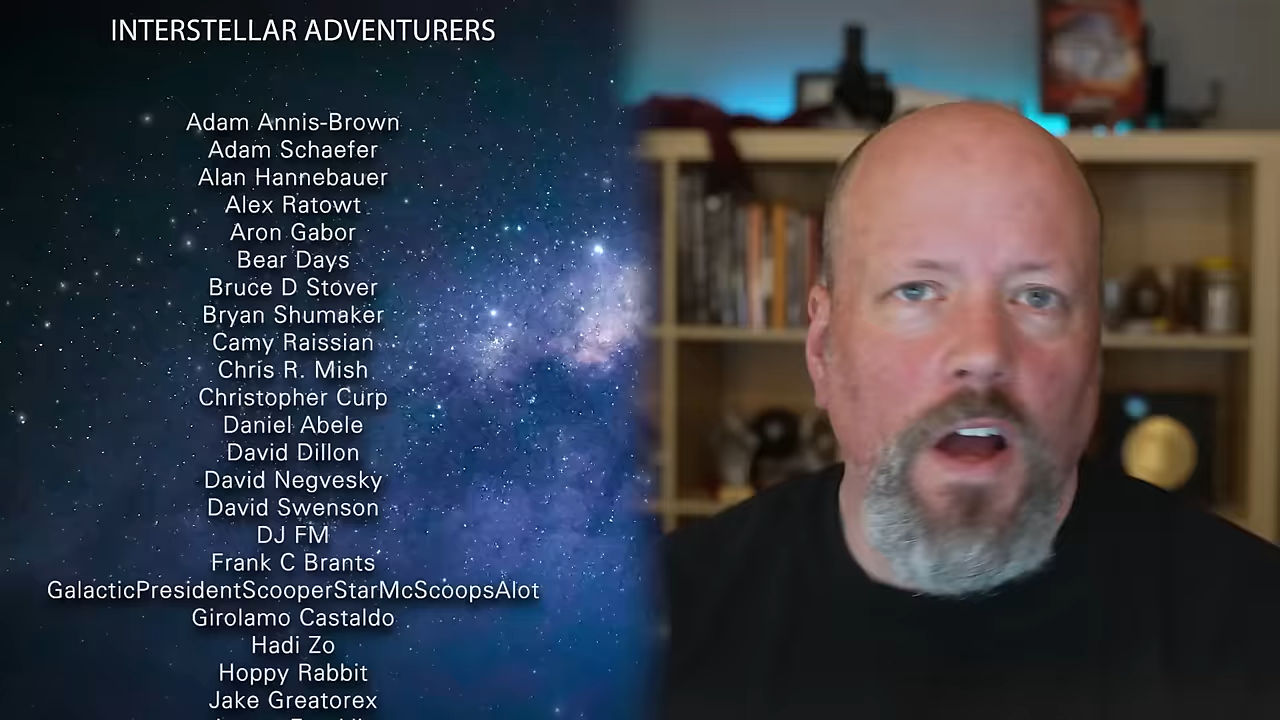 INTERSTELLAR ADVENTURERS
Adam Annis-Brown
Adam Schaefer
Alan Hannebauer
Alex Ratowt
Aron Gabor
Bear Days
Bruce D Stover
Bryan Shumaker
Camy Raissian
Chris R. Mish
Christopher Curp
Daniel Abele
David Dillon
David Negvesky
David Swenson
DJ FM
Frank C Brants
GalacticPresidentScooperStarMcScoopsAlot
Girolamo Castaldo
Hadi Zo
Hoppy Rabbit
Jake Greatorex